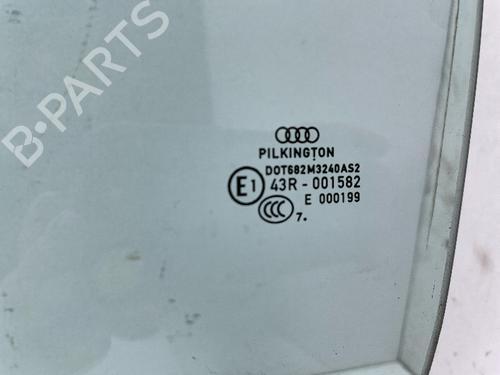 B-PARTS
PILKINGTON
DOT682M3240AS2
E1 43R - 001582
E 000199
CCC 7.